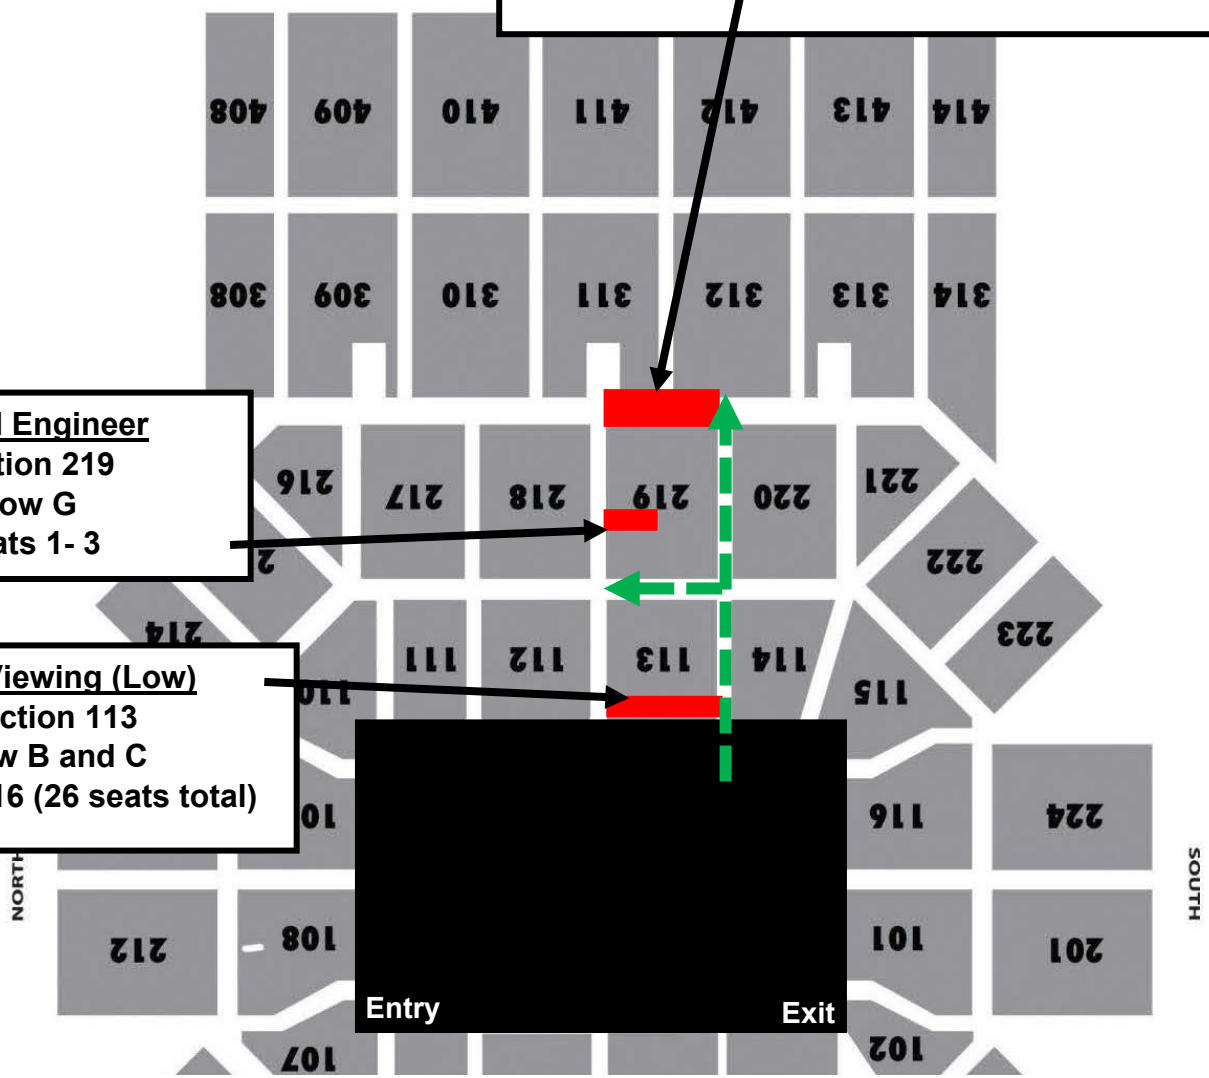 408 409 410 411 412 413 414
308 309 310 311 312 313 314
Engineer
tion 219
ow G
ats 1- 3
216 217 218 219 220 221
2 222
214 223
110 111 112 113 114 115
Viewing (Low)
ction 113
w B and C
16 (26 seats total)
10 116 224
NORTH SOUTH
212 108 101 201
Entry Exit
107 102